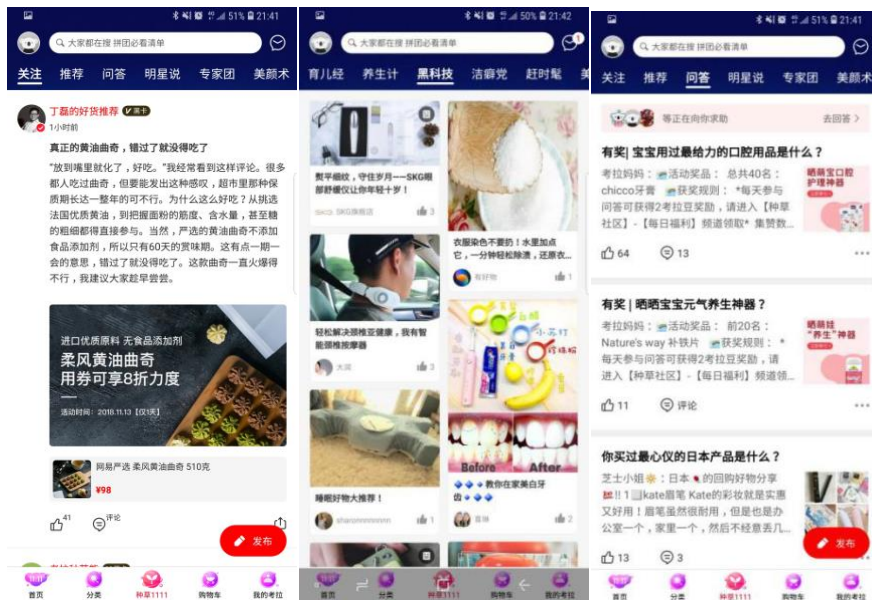 51% 21:41
大家都在搜 拼团必看清单
关注 推荐 问答 明星说 专家团 美颜术
丁磊的好货推荐 V 黑卡
1小时前
真正的黄油曲奇，错过了就没得吃了
“放到嘴里就化了，好吃。”我经常看到这样评论。很多
都人吃过曲奇，但要能发出这种感叹，超市里那种保
质期长达一整年的可不行。为什么这么好吃？从挑选
法国优质黄油，到把握面粉的筋度、含水量，甚至糖
的粗细都得直接参与。当然，严选的黄油曲奇不添加
食品添加剂，所以只有60天的赏味期。这有点一期一
会的意思，错过了就没得吃了。这款曲奇一直火爆得
不行，我建议大家趁早尝尝。
进口优质原料 无食品添加剂
柔风黄油曲奇
用券可享8折力度
活动时间：2018.11.13【仅1天】
网易严选 柔风黄油曲奇 510克
¥98
41 评论
发布
首页 分类 种草1111 购物车 我的考拉
50% 21:42
大家都在搜 拼团必看清单
1
育儿经 养生计 黑科技 洁癖党 赶时髦 美
熨平细纹，守住岁月——SKG眼
部舒缓仪让你年轻十岁！
SKG旗舰店 3
轻松解决颈椎亚健康，我有智
能颈椎按摩器
3
睡眠好物大推荐！
1
衣服染色不要扔！水里加点
它，一分钟轻松除渍，还原衣...
有好物 1
白醋
小苏打
珍珠粉
Before After
教你在家美白牙
齿
2
首页 分类 种草1111 购物车 我的考拉
51% 21:41
大家都在搜 拼团必看清单
关注 推荐 问答 明星说 专家团 美颜术
等正在向你求助 去回答 >
有奖| 宝宝用过最给力的口腔用品是什么？
考拉妈妈：活动奖品： 总共40名：
chicco牙膏 获奖规则： *每天参与
问答可获得2考拉豆奖励，请进入【种草
社区】-【每日福利】频道领取* 集赞数...
晒萌宝口腔
护理神器
64 13
有奖 | 晒晒宝宝元气养生神器？
考拉妈妈：活动奖品： 前20名：
Nature's way 补铁片 获奖规则： *
每天参与问答可获得2考拉豆奖励，请
进入【种草社区】-【每日福利】频道领...
晒萌娃
“养生”神器
11 评论
你买过最心仪的日本产品是什么？
芝士小姐：日本的回购好物分享
!! 1 kate眉笔 Kate的彩妆就是实惠
又好用！眉笔虽然很耐用，但是也是办
公室一个，家里一个，然后不经意丢几...
13 3
发布
首页 分类 种草1111 购物车 我的考拉